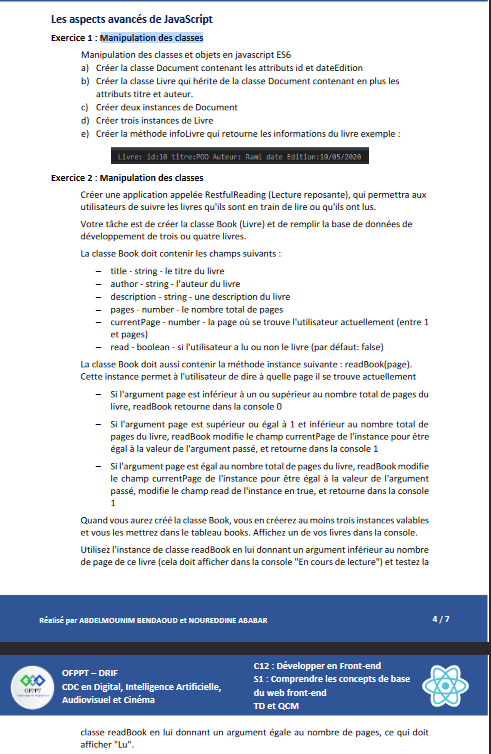 Les aspects avancés de JavaScript
Exercice 1 : Manipulation des classes
Manipulation des classes et objets en javascript ES6
a) Créer la classe Document contenant les attributs id et dateEdition
b) Créer la classe Livre qui hérite de la classe Document contenant en plus les
attributs titre et auteur.
c) Créer deux instances de Document
d) Créer trois instances de Livre
e) Créer la méthode infoLivre qui retourne les informations du livre exemple :
Livre: id:10 titre:POO Auteur: Rami date Edition:10/05/2020
Exercice 2 : Manipulation des classes
Créer une application appelée RestfulReading (Lecture reposante), qui permettra aux
utilisateurs de suivre les livres qu'ils sont en train de lire ou qu'ils ont lus.
Votre tâche est de créer la classe Book (Livre) et de remplir la base de données de
développement de trois ou quatre livres.
La classe Book doit contenir les champs suivants :
– title - string - le titre du livre
– author - string - l'auteur du livre
– description - string - une description du livre
– pages - number - le nombre total de pages
– currentPage - number - la page où se trouve l'utilisateur actuellement (entre 1
et pages)
– read - boolean - si l'utilisateur a lu ou non le livre (par défaut: false)
La classe Book doit aussi contenir la méthode instance suivante : readBook(page).
Cette instance permet à l'utilisateur de dire à quelle page il se trouve actuellement
– Si l'argument page est inférieur à un ou supérieur au nombre total de pages du
livre, readBook retourne dans la console 0
– Si l'argument page est supérieur ou égal à 1 et inférieur au nombre total de
pages du livre, readBook modifie le champ currentPage de l'instance pour être
égal à la valeur de l'argument passé, et retourne dans la console 1
– Si l'argument page est égal au nombre total de pages du livre, readBook modifie
le champ currentPage de l'instance pour être égal à la valeur de l'argument
passé, modifie le champ read de l'instance en true, et retourne dans la console
1
Quand vous aurez créé la classe Book, vous en créerez au moins trois instances valables
et vous les mettrez dans le tableau books. Affichez un de vos livres dans la console.
Utilisez l'instance de classe readBook en lui donnant un argument inférieur au nombre
de page de ce livre (cela doit afficher dans la console "En cours de lecture") et testez la
Réalisé par ABDELMOUNIM BENDAOUD et NOUREDDINE ABABAR
4 / 7
OFPPT
OFPPT – DRIF
CDC en Digital, Intelligence Artificielle,
Audiovisuel et Cinéma
C12 : Développer en Front-end
S1 : Comprendre les concepts de base
du web front-end
TD et QCM
classe readBook en lui donnant un argument égale au nombre de pages, ce qui doit
afficher "Lu".